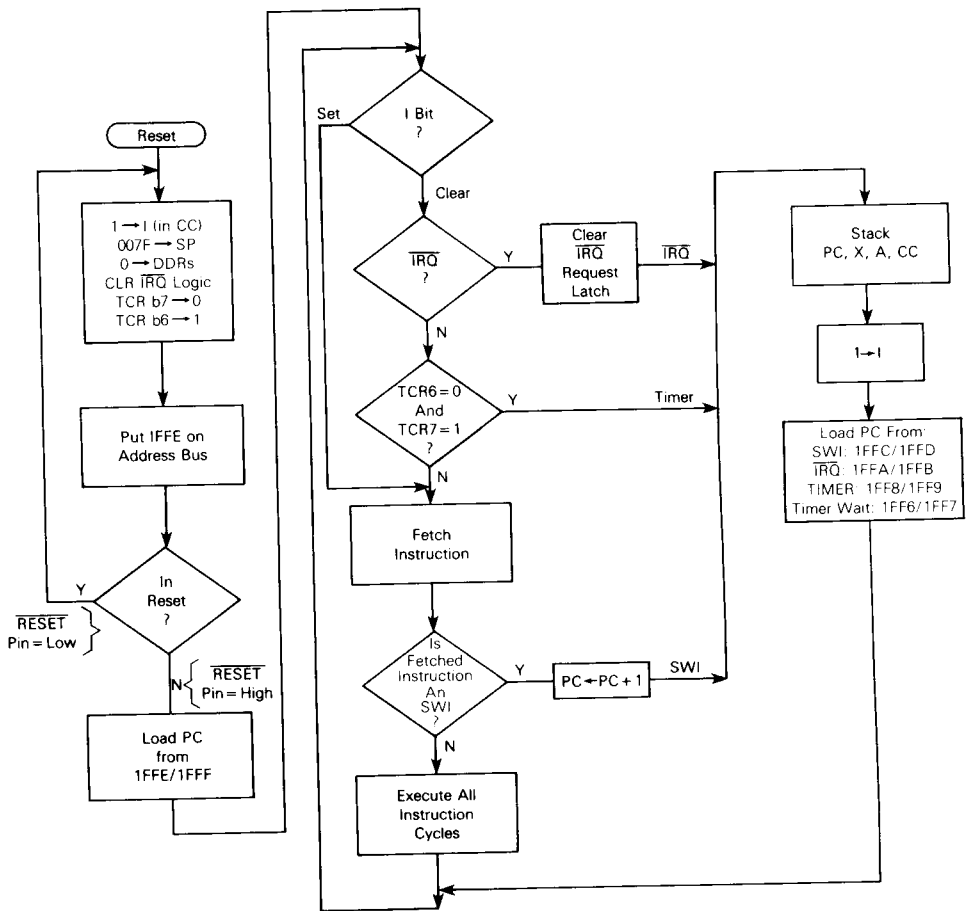 Reset
1→I (in CC)
007F→SP
0→DDRs
CLR IRQ Logic
TCR b7→0
TCR b6→1
Put 1FFE on
Address Bus
In
Reset
?
Y
RESET
Pin = Low
N
RESET
Pin = High
Load PC
from
1FFE/1FFF
I Bit
?
Set
Clear
IRQ
?
Y
Clear
IRQ
Request
Latch
IRQ
N
TCR6=0
And
TCR7=1
?
Y
Timer
N
Fetch
Instruction
Is
Fetched
Instruction
An
SWI
?
Y
PC←PC+1
SWI
N
Execute All
Instruction
Cycles
Stack
PC, X, A, CC
1→I
Load PC From:
SWI: 1FFC/1FFD
IRQ: 1FFA/1FFB
TIMER: 1FF8/1FF9
Timer Wait: 1FF6/1FF7